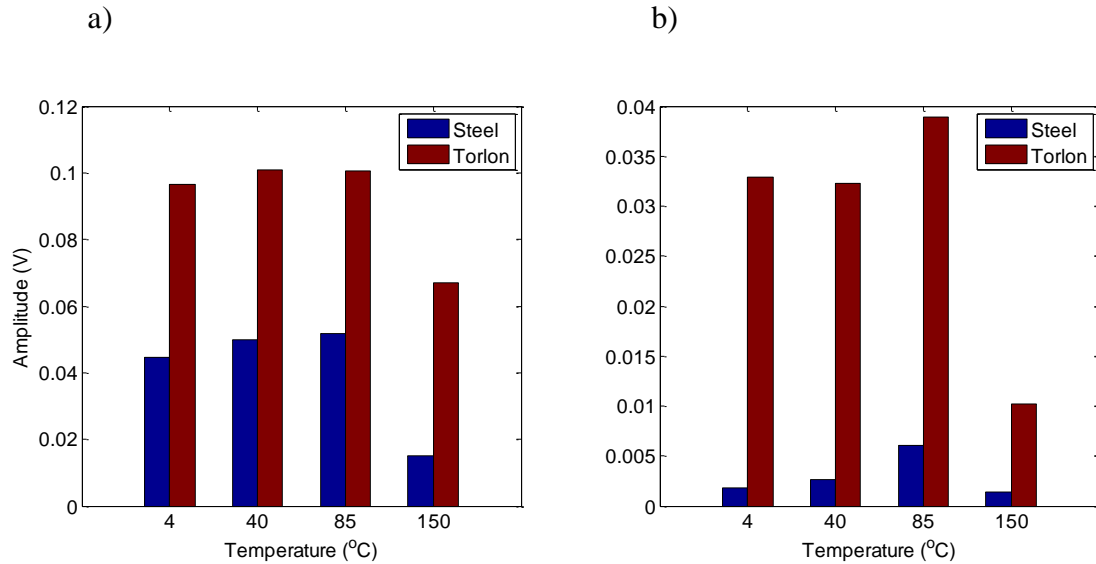 a)
b)
0.12
0.1
0.08
0.06
0.04
0.02
0
Amplitude (V)
4 40 85 150
Temperature (°C)
Steel
Torlon
0.04
0.035
0.03
0.025
0.02
0.015
0.01
0.005
0
4 40 85 150
Temperature (°C)
Steel
Torlon